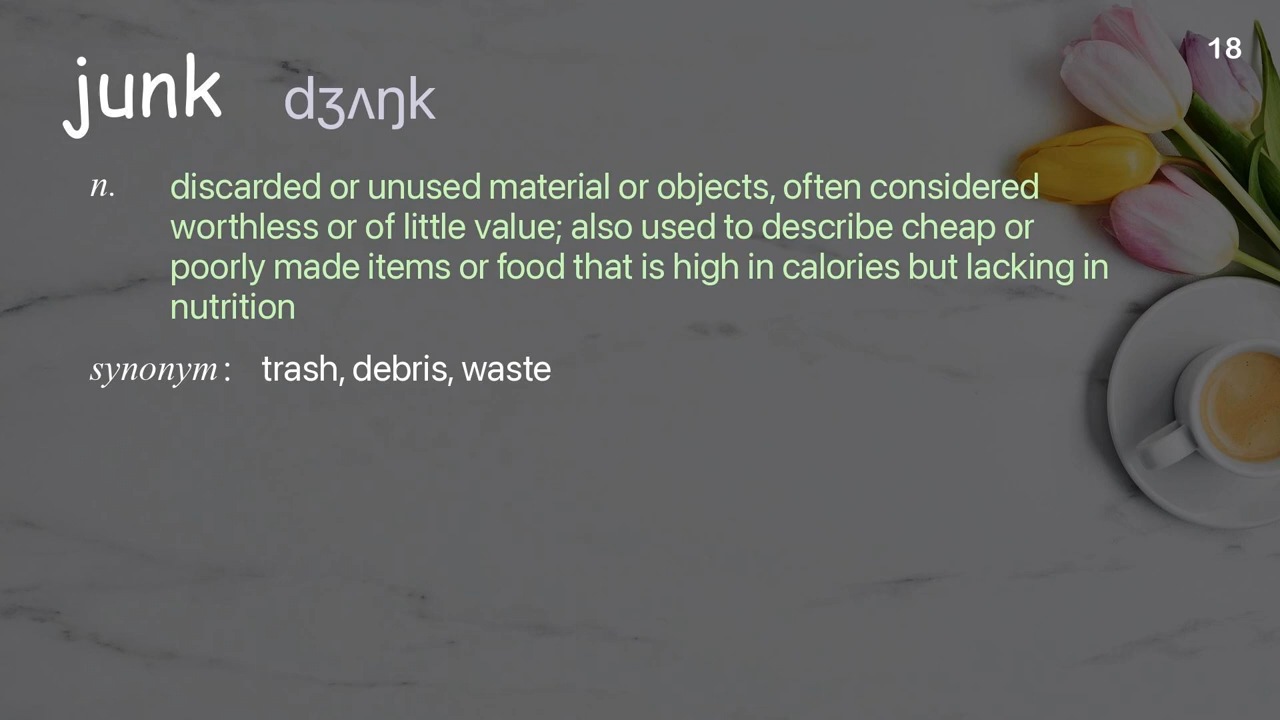 18
junk dʒʌŋk
n. discarded or unused material or objects, often considered
worthless or of little value; also used to describe cheap or
poorly made items or food that is high in calories but lacking in
nutrition
synonym: trash, debris, waste